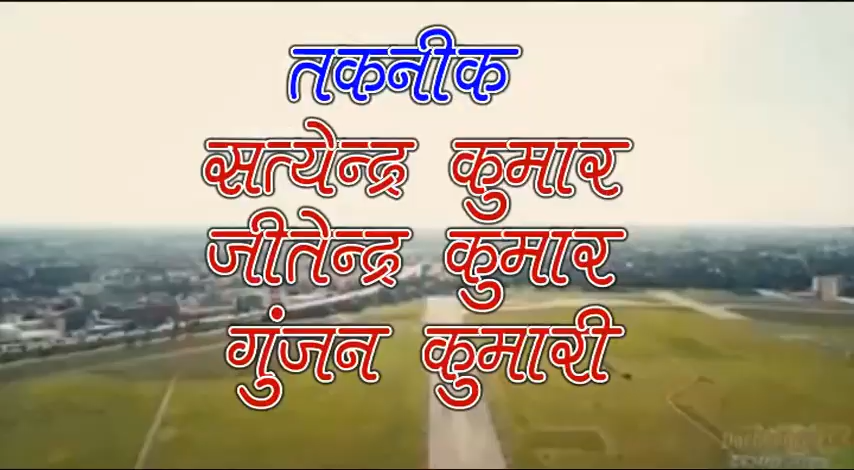 तकनीक
सत्येन्द्र कुमार
जीतेन्द्र कुमार
गुंजन कुमारी